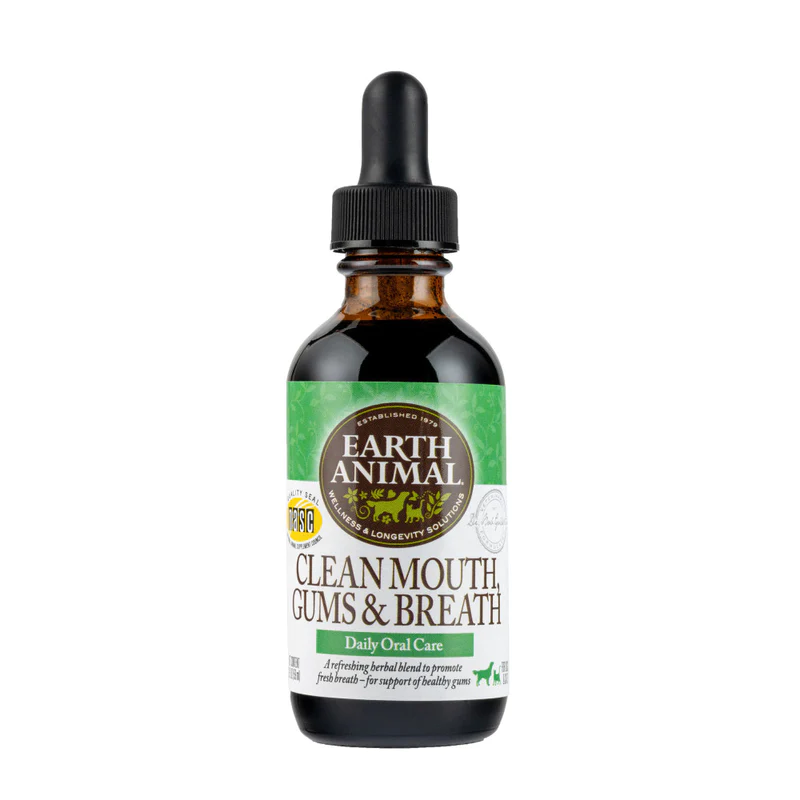 ESTABLISHED 1979
EARTH
ANIMAL
WELLNESS & LONGEVITY SOLUTIONS
QUALITY SEAL
nasc
CLEAN MOUTH,
GUMS & BREATH
Daily Oral Care
A refreshing herbal blend to promote
fresh breath – for support of healthy gums